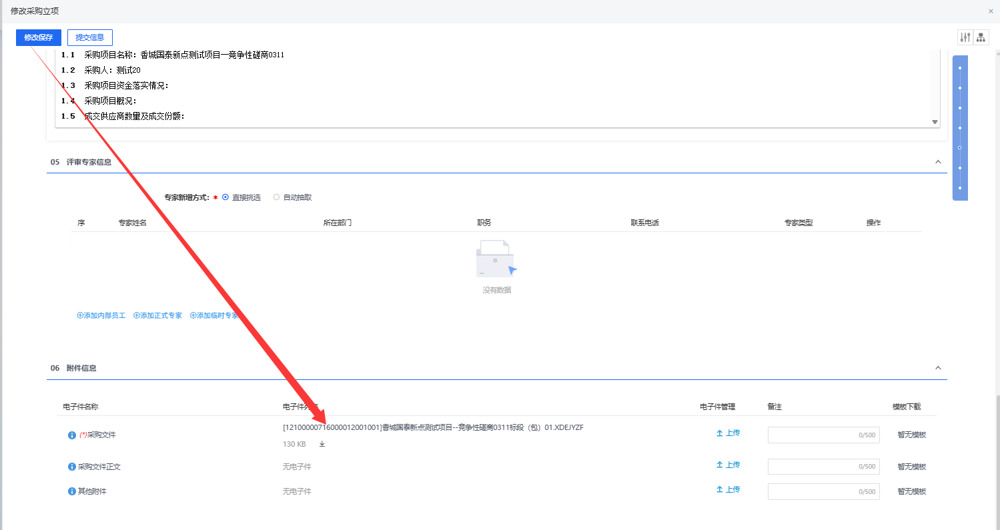 修改采购立项
修改保存 提交信息
1.1 采购项目名称：香城国泰新点测试项目--竞争性磋商0311
1.2 采购人：测试20
1.3 采购项目资金落实情况：
1.4 采购项目概况：
1.5 成交供应商数量及成交份额：
05 评审专家信息
专家新增方式：* 直接挑选 自动抽取
序 专家姓名 所在部门 职务 联系电话 专家类型 操作
没有数据
添加内部员工 添加正式专家 添加临时专家
06 附件信息
电子件名称 电子件列表 电子件管理 备注 模板下载
[1210000071600001200​1001]香城国泰新点测试项目--竞争性磋商0311标段（包）01.XDEJYZF
(*)采购文件 上传 0/500 暂无模板
130 KB
采购文件正文 无电子件 上传 0/500 暂无模板
其他附件 无电子件 上传 0/500 暂无模板